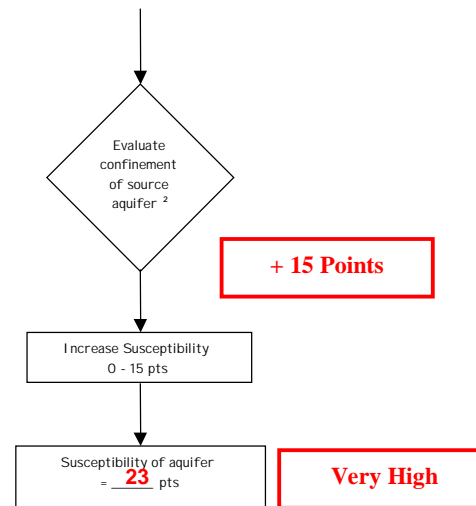 Evaluate
confinement
of source
aquifer ²
+ 15 Points
Increase Susceptibility
0 - 15 pts
Susceptibility of aquifer
= 23 pts
Very High